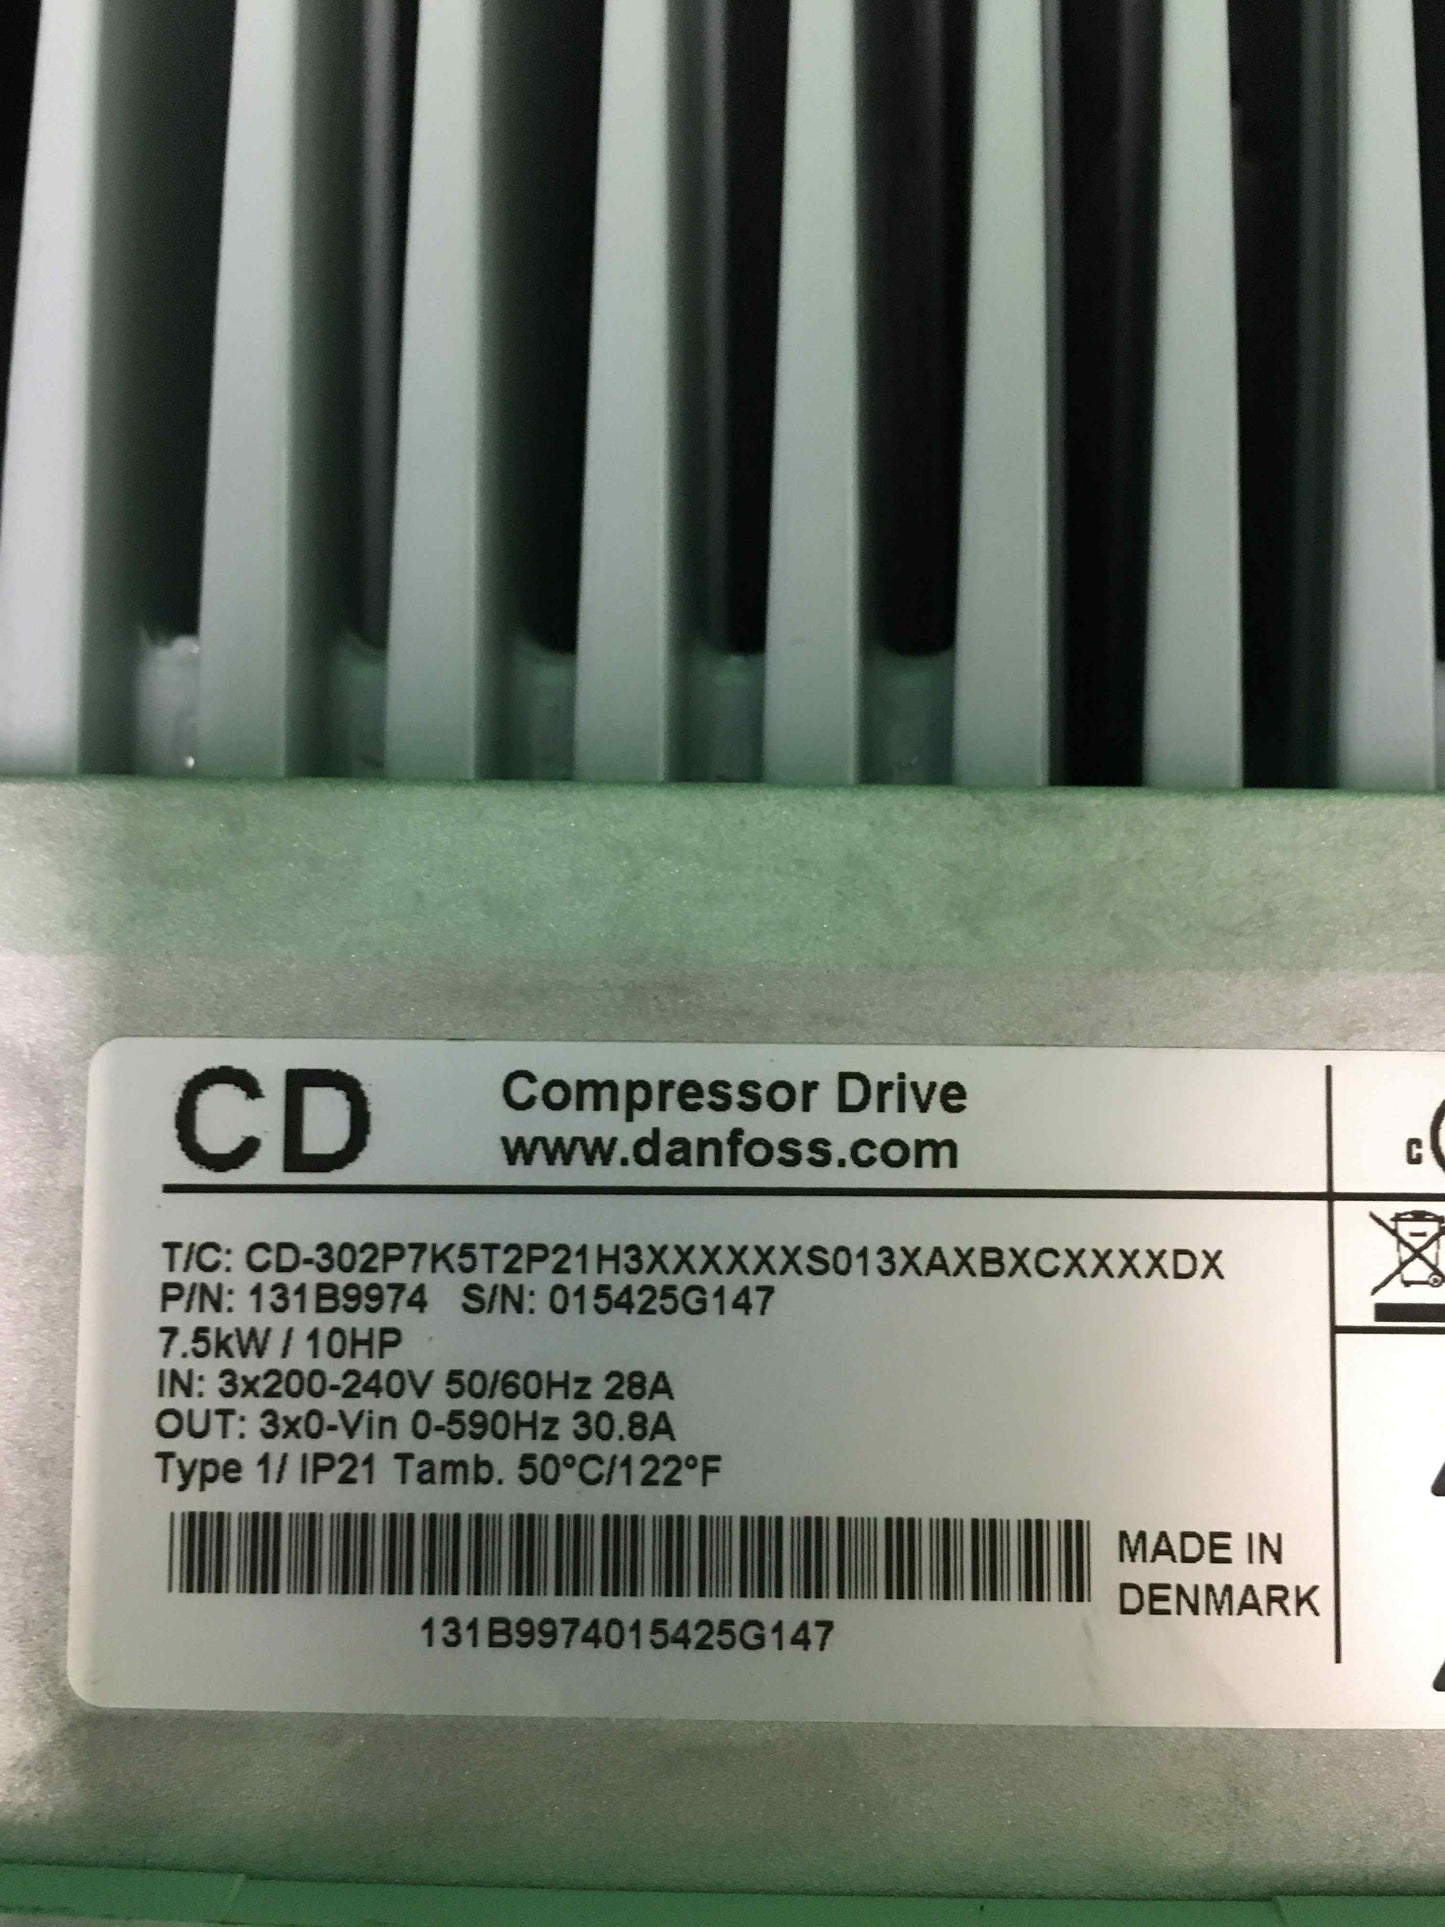 CD
Compressor Drive
www.danfoss.com
c
T/C: CD-302P7K5T2P21H3XXXXXXS013XAXBXCXXXXDX
P/N: 131B9974 S/N: 015425G147
7.5kW / 10HP
IN: 3x200-240V 50/60Hz 28A
OUT: 3x0-Vin 0-590Hz 30.8A
Type 1/ IP21 Tamb. 50°C/122°F
MADE IN
DENMARK
131B9974015425G147